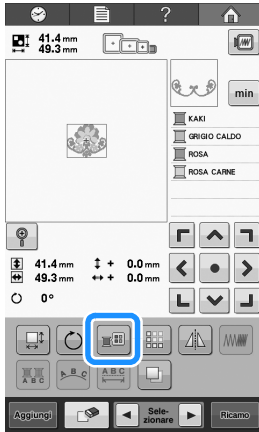 ?
41.4 mm
49.3 mm
min
KAKI
GRIGIO CALDO
ROSA
ROSA CARNE
41.4 mm + 0.0 mm
49.3 mm + 0.0 mm
0°
A B C
A B C
A B C
Aggiungi
Sele-
zionare
Ricamo